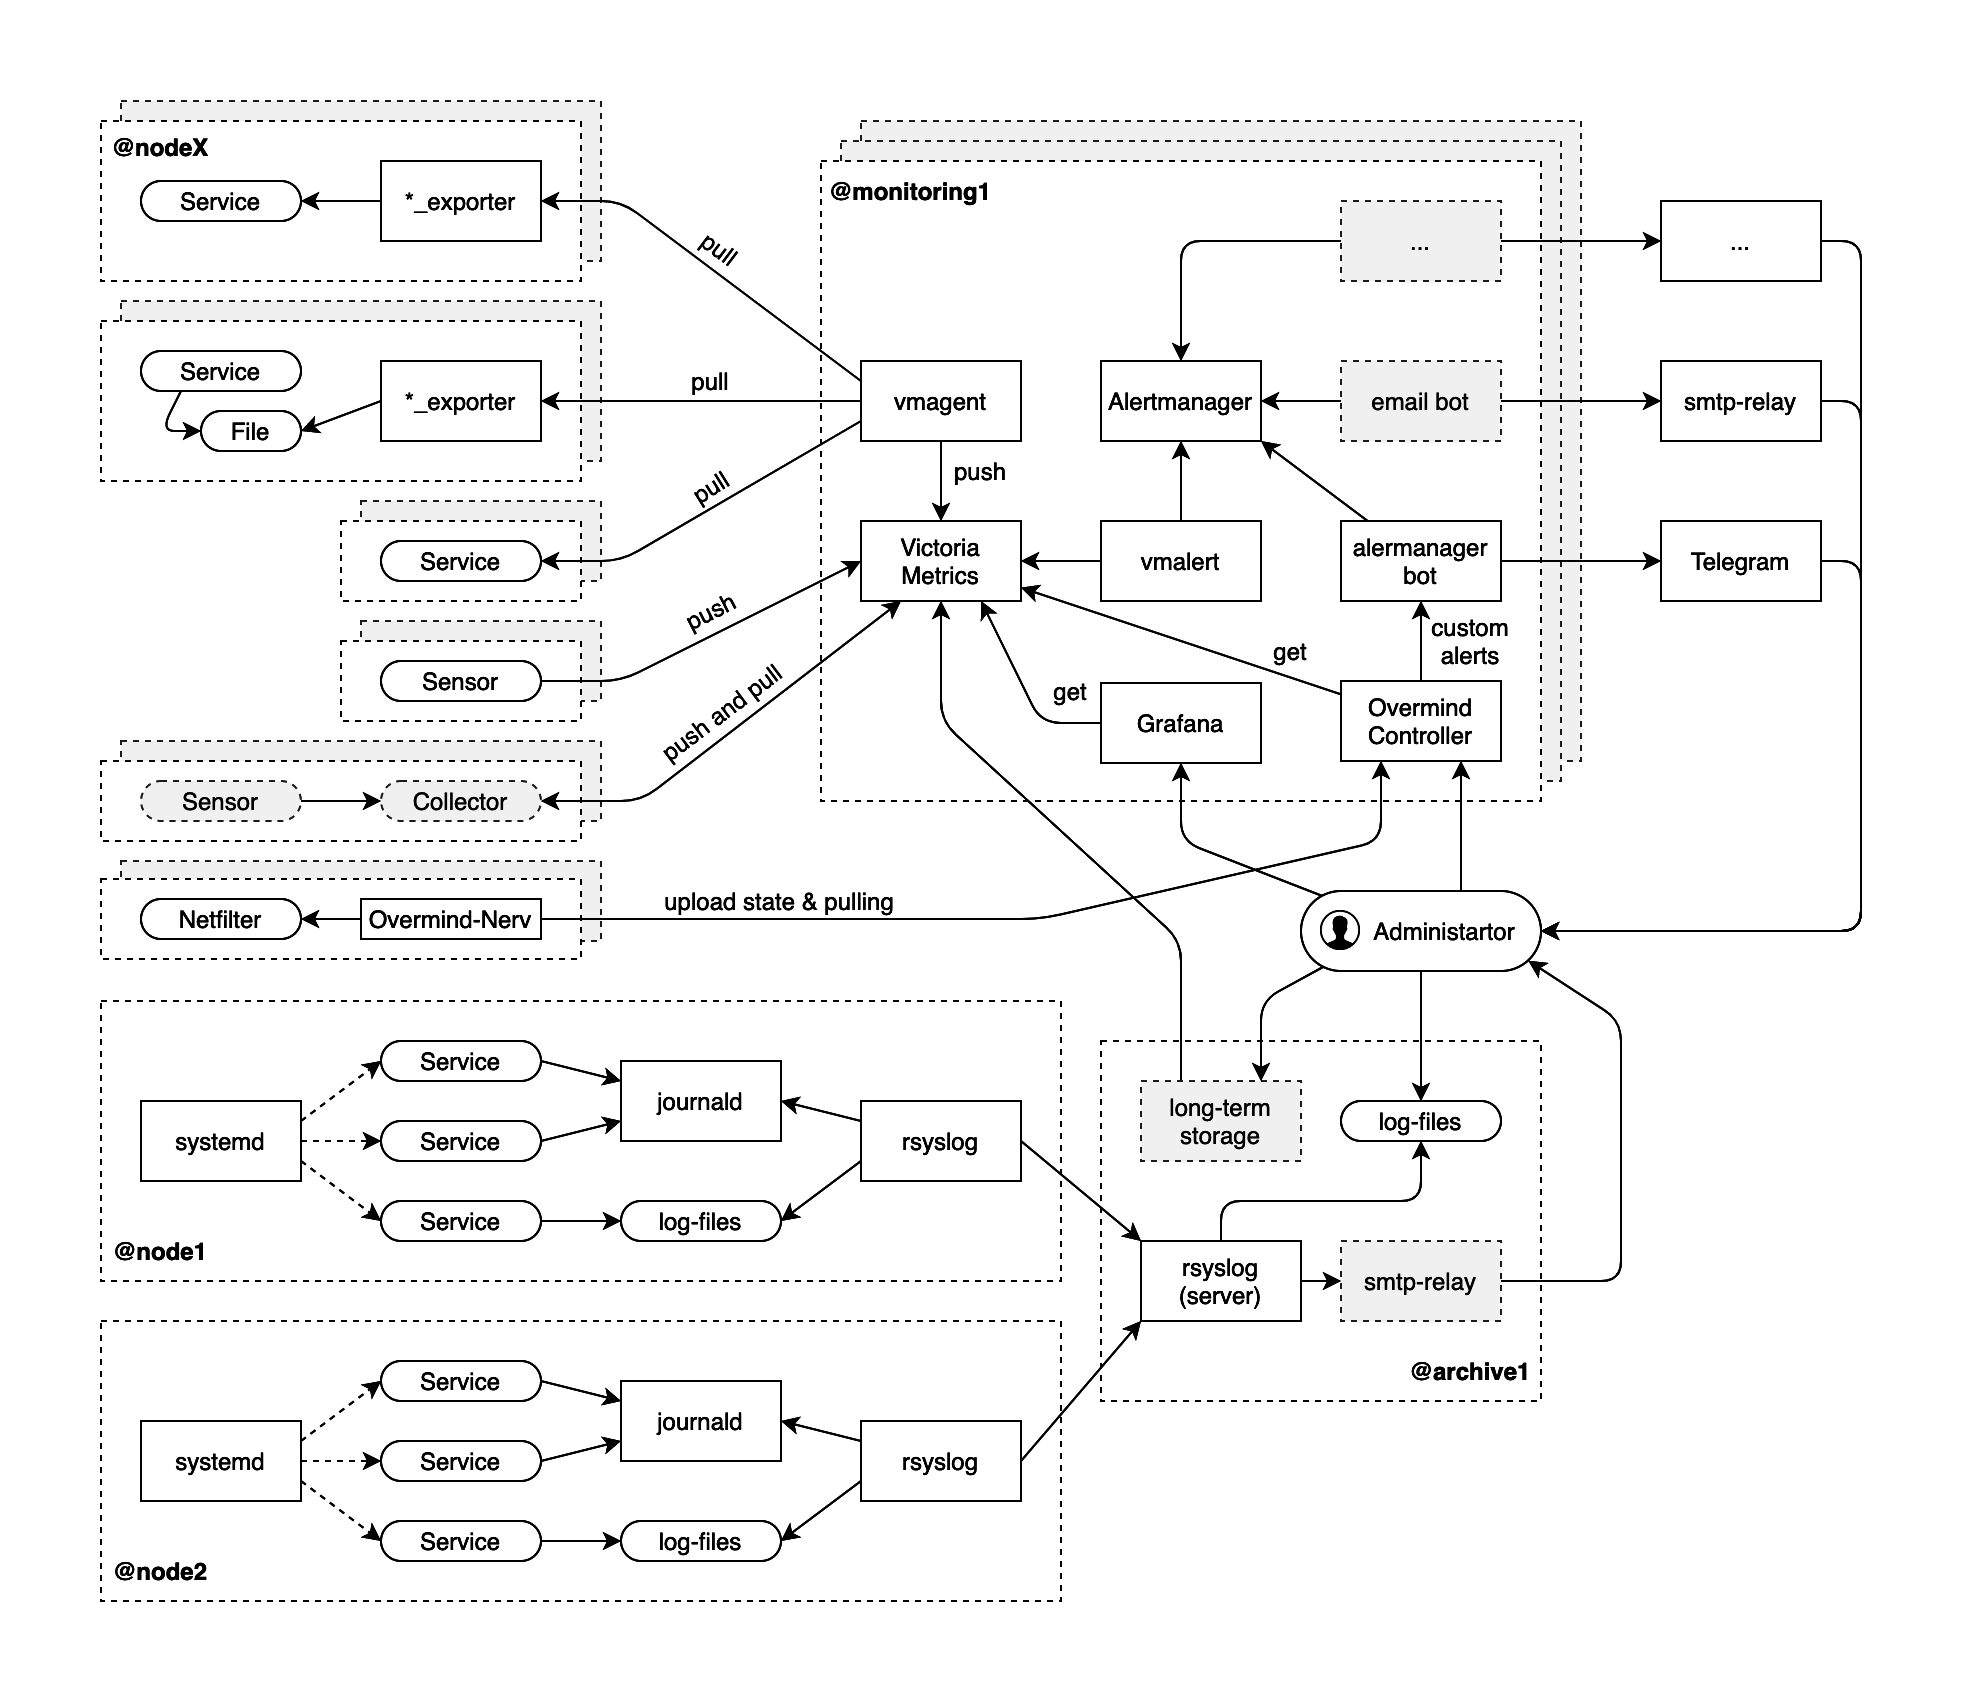 @nodeX
Service
*_exporter
pull
@monitoring1
...
...
Service
File
*_exporter
pull
vmagent
Alertmanager
email bot
smtp-relay
push
pull
Service
Victoria
Metrics
vmalert
alermanager
bot
Telegram
push
custom
alerts
get
Sensor
push and pull
get
Grafana
Overmind
Controller
Sensor
Collector
Netfilter
Overmind-Nerv
upload state & pulling
Administartor
Service
journald
systemd
Service
rsyslog
Service
log-files
@node1
long-term
storage
log-files
rsyslog
(server)
smtp-relay
@archive1
Service
journald
systemd
Service
rsyslog
Service
log-files
@node2